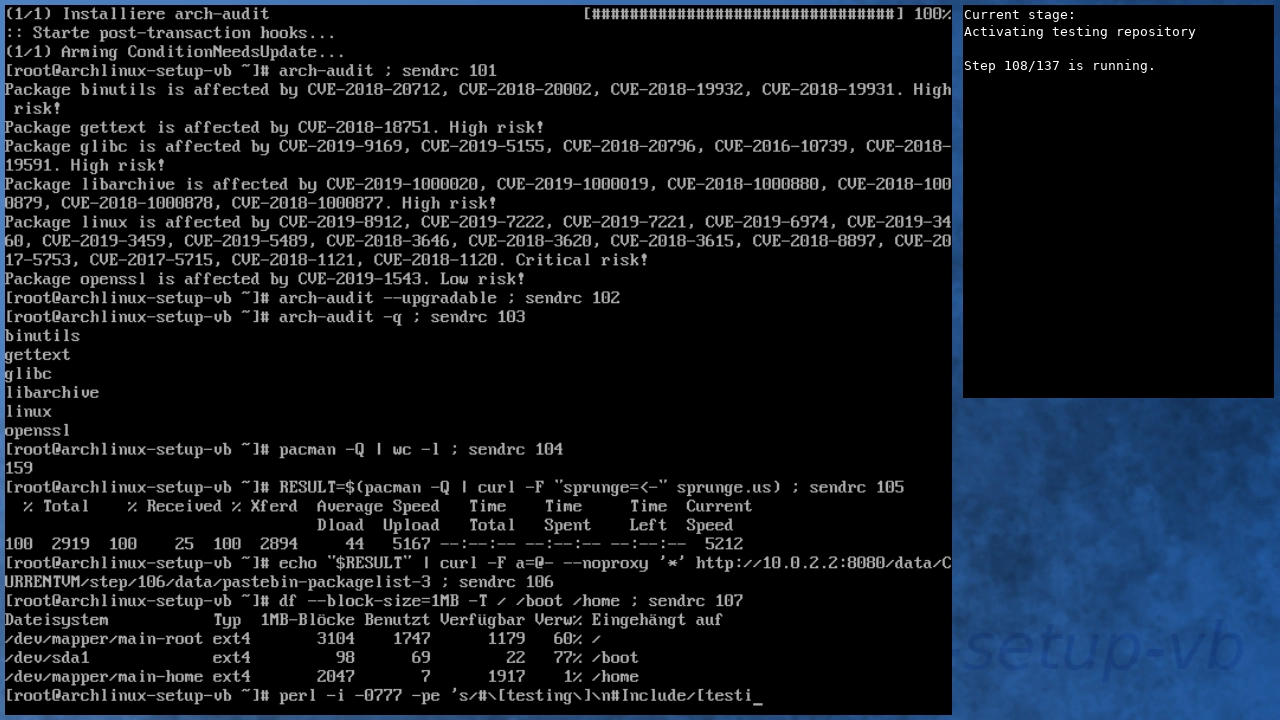 (1/1) Installiere arch-audit                                  [################################] 100%
:: Starte post-transaction hooks...
(1/1) Arming ConditionNeedsUpdate...
[root@archlinux-setup-vb ~]# arch-audit ; sendrc 101
Package binutils is affected by CVE-2018-20712, CVE-2018-20002, CVE-2018-19932, CVE-2018-19931. High
 risk!
Package gettext is affected by CVE-2018-18751. High risk!
Package glibc is affected by CVE-2019-9169, CVE-2019-5155, CVE-2018-20796, CVE-2016-10739, CVE-2018-
19591. High risk!
Package libarchive is affected by CVE-2019-1000020, CVE-2019-1000019, CVE-2018-1000880, CVE-2018-100
0879, CVE-2018-1000878, CVE-2018-1000877. High risk!
Package linux is affected by CVE-2019-8912, CVE-2019-7222, CVE-2019-7221, CVE-2019-6974, CVE-2019-34
60, CVE-2019-3459, CVE-2019-5489, CVE-2018-3646, CVE-2018-3620, CVE-2018-3615, CVE-2018-8897, CVE-20
17-5753, CVE-2017-5715, CVE-2018-1121, CVE-2018-1120. Critical risk!
Package openssl is affected by CVE-2019-1543. Low risk!
[root@archlinux-setup-vb ~]# arch-audit --upgradable ; sendrc 102
[root@archlinux-setup-vb ~]# arch-audit -q ; sendrc 103
binutils
gettext
glibc
libarchive
linux
openssl
[root@archlinux-setup-vb ~]# pacman -Q | wc -l ; sendrc 104
159
[root@archlinux-setup-vb ~]# RESULT=$(pacman -Q | curl -F "sprunge=<-" sprunge.us) ; sendrc 105
  % Total    % Received % Xferd  Average Speed   Time    Time     Time  Current
                                 Dload  Upload   Total   Spent    Left  Speed
100  2919  100    25  100  2894     44   5167 --:--:-- --:--:-- --:--:--  5212
[root@archlinux-setup-vb ~]# echo "$RESULT" | curl -F a=@- --noproxy '*' http://10.0.2.2:8080/data/C
URRENTVM/step/106/data/pastebin-packagelist-3 ; sendrc 106
[root@archlinux-setup-vb ~]# df --block-size=1MB -T / /boot /home ; sendrc 107
Dateisystem           Typ  1MB-Blöcke Benutzt Verfügbar Verw% Eingehängt auf
/dev/mapper/main-root ext4       3104    1747      1179   60% /
/dev/sda1             ext4         98      69        22   77% /boot
/dev/mapper/main-home ext4       2047       7      1917    1% /home
[root@archlinux-setup-vb ~]# perl -i -0777 -pe 's/#\[testing\]\n#Include/[testi_
Current stage:
Activating testing repository
Step 108/137 is running.
-setup-vb